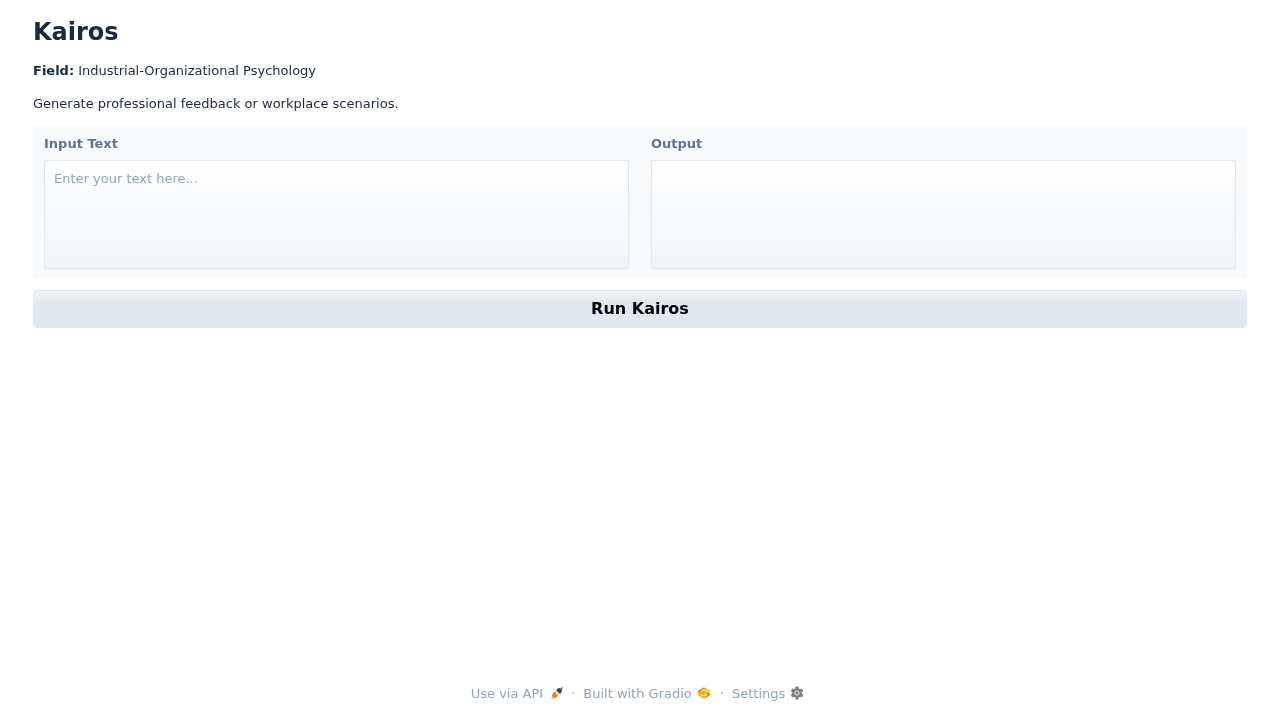 Kairos
Field: Industrial-Organizational Psychology
Generate professional feedback or workplace scenarios.
Input Text
Output
Enter your text here...
Run Kairos
Use via API · Built with Gradio · Settings